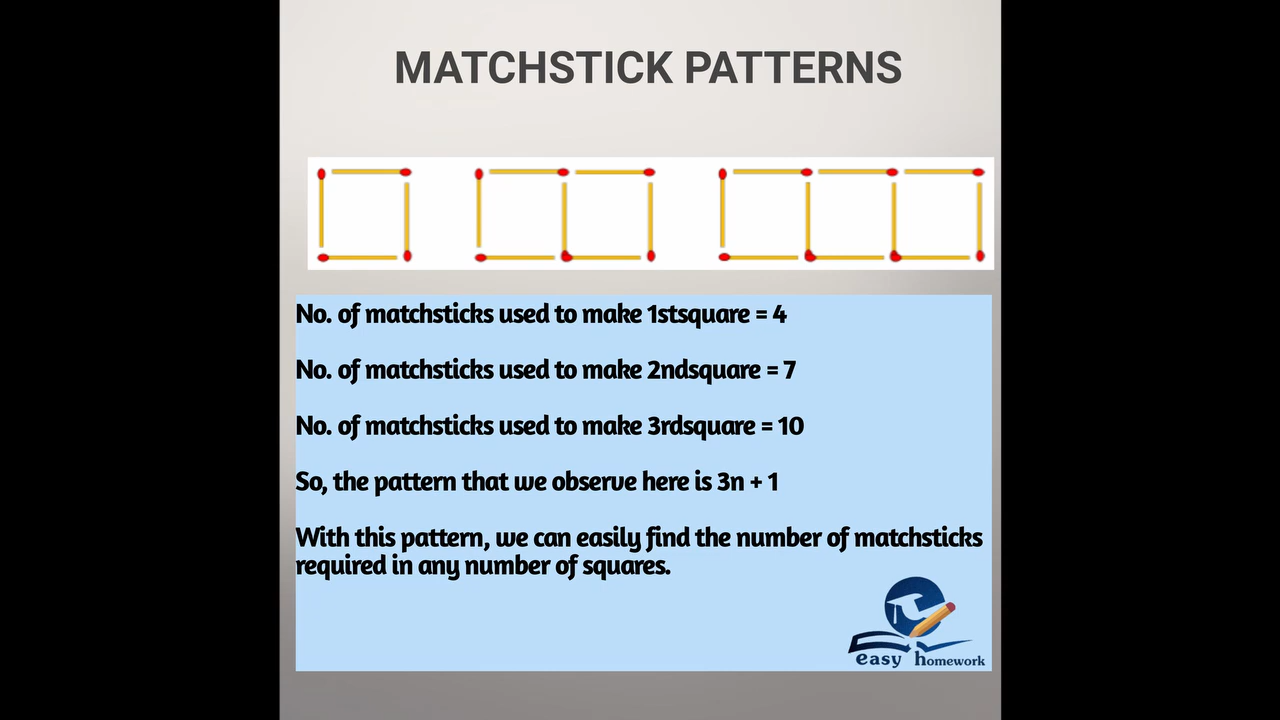 MATCHSTICK PATTERNS
No. of matchsticks used to make 1stsquare = 4
No. of matchsticks used to make 2ndsquare = 7
No. of matchsticks used to make 3rdsquare = 10
So, the pattern that we observe here is 3n + 1
With this pattern, we can easily find the number of matchsticks
required in any number of squares.
easy homework